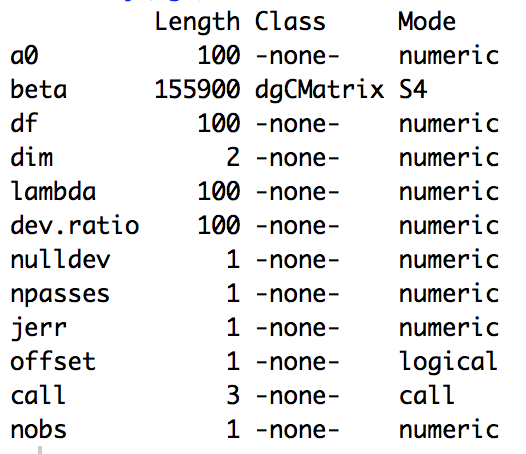 Length Class Mode
a0 100 -none- numeric
beta 155900 dgCMatrix S4
df 100 -none- numeric
dim 2 -none- numeric
lambda 100 -none- numeric
dev.ratio 100 -none- numeric
nulldev 1 -none- numeric
npasses 1 -none- numeric
jerr 1 -none- numeric
offset 1 -none- logical
call 3 -none- call
nobs 1 -none- numeric